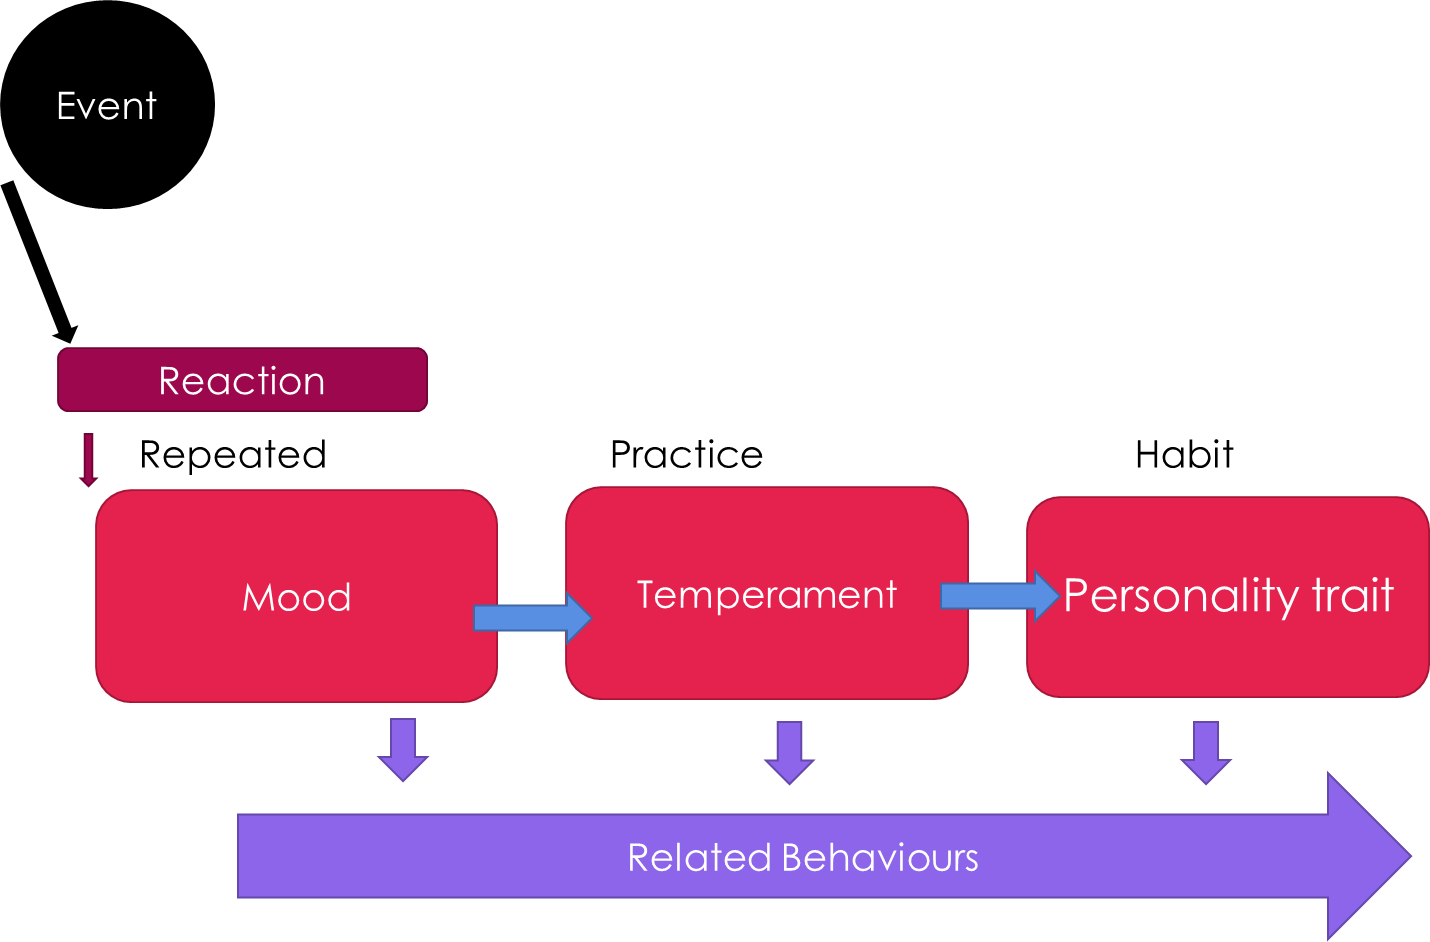 Event
Reaction
Repeated
Practice
Habit
Mood
Temperament
Personality trait
Related Behaviours